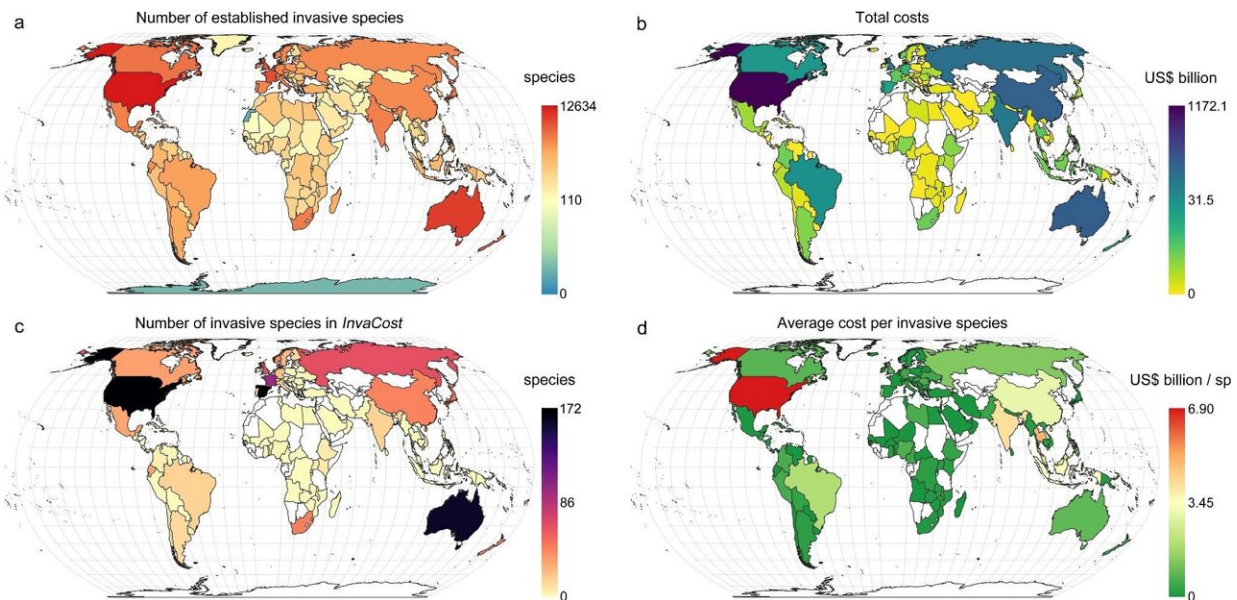 a
Number of established invasive species
species
12634
110
0
b
Total costs
US$ billion
1172.1
31.5
0
c
Number of invasive species in InvaCost
species
172
86
0
d
Average cost per invasive species
US$ billion / sp
6.90
3.45
0